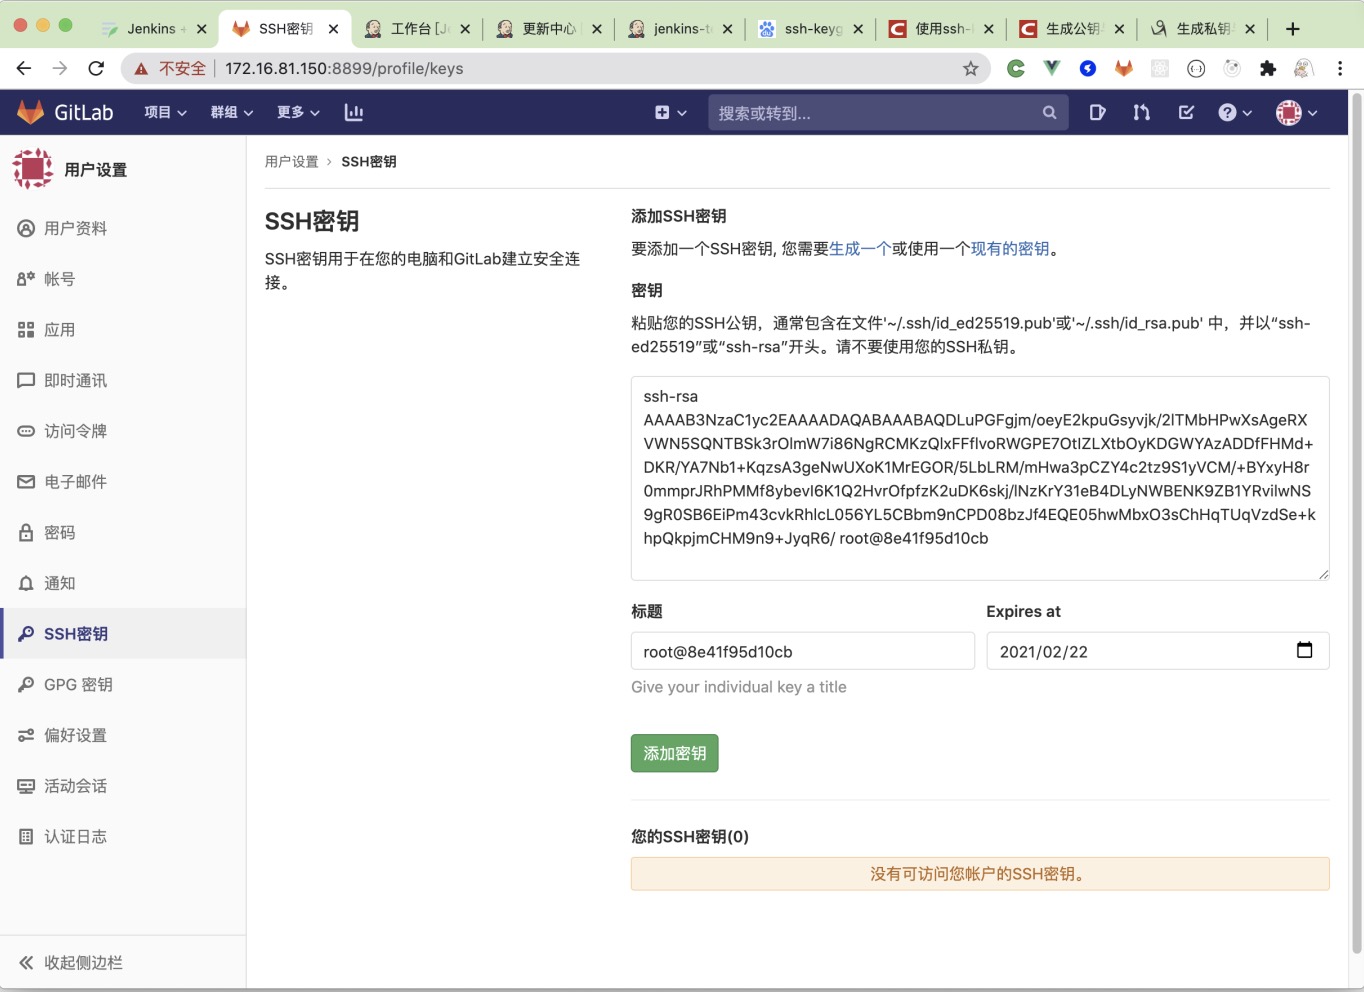 Jenkins
SSH密钥
工作台 [Je
更新中心
jenkins-te
ssh-keyg
使用ssh-
生成公钥
生成私钥
不安全
172.16.81.150:8899/profile/keys
GitLab
项目
群组
更多
搜索或转到...
用户设置
用户资料
帐号
应用
即时通讯
访问令牌
电子邮件
密码
通知
SSH密钥
GPG 密钥
偏好设置
活动会话
认证日志
收起侧边栏
用户设置 › SSH密钥
SSH密钥
SSH密钥用于在您的电脑和GitLab建立安全连
接。
添加SSH密钥
要添加一个SSH密钥, 您需要生成一个或使用一个现有的密钥。
密钥
粘贴您的SSH公钥，通常包含在文件'~/.ssh/id_ed25519.pub'或'~/.ssh/id_rsa.pub' 中，并以“ssh-
ed25519”或“ssh-rsa”开头。请不要使用您的SSH私钥。
ssh-rsa
AAAAB3NzaC1yc2EAAAADAQABAAABAQDLuPGFgjm/oeyE2kpuGsyvjk/2lTMbHPwXsAgeRX
VWN5SQNTBSk3rOlmW7i86NgRCMKzQlxFFflvoRWGPE7OtIZLXtbOyKDGWYAzADDfFHMd+
DKR/YA7Nb1+KqzsA3geNwUXoK1MrEGOR/5LbLRM/mHwa3pCZY4c2tz9S1yVCM/+BYxyH8r
0mmprJRhPMMf8ybevI6K1Q2HvrOfpfzK2uDK6skj/lNzKrY31eB4DLyNWBENK9ZB1YRvilwNS
9gR0SB6EiPm43cvkRhlcL056YL5CBbm9nCPD08bzJf4EQE05hwMbxO3sChHqTUqVzdSe+k
hpQkpjmCHM9n9+JyqR6/ root@8e41f95d10cb
标题
Expires at
root@8e41f95d10cb
2021/02/22
Give your individual key a title
添加密钥
您的SSH密钥(0)
没有可访问您帐户的SSH密钥。